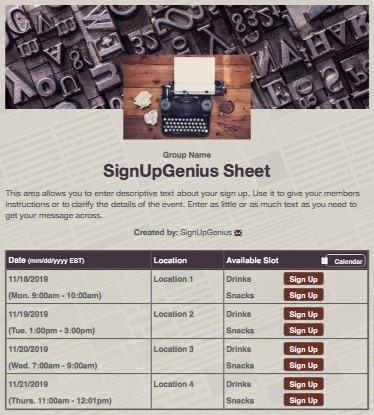 Group Name
SignUpGenius Sheet
This area allows you to enter descriptive text about your sign up. Use it to give your members
instructions or to clarify the details of the event. Enter as little or as much text as you need to
get your message across.
Created by: SignUpGenius
Date (mm/dd/yyyy EST) Location Available Slot Calendar
11/18/2019 Location 1 Drinks Sign Up
(Mon. 9:00am - 10:00am) Snacks Sign Up
11/19/2019 Location 2 Drinks Sign Up
(Tue. 1:00pm - 3:00pm) Snacks Sign Up
11/20/2019 Location 3 Drinks Sign Up
(Wed. 7:00am - 9:00am) Snacks Sign Up
11/21/2019 Location 4 Drinks Sign Up
(Thurs. 11:00am - 12:01pm) Snacks Sign Up